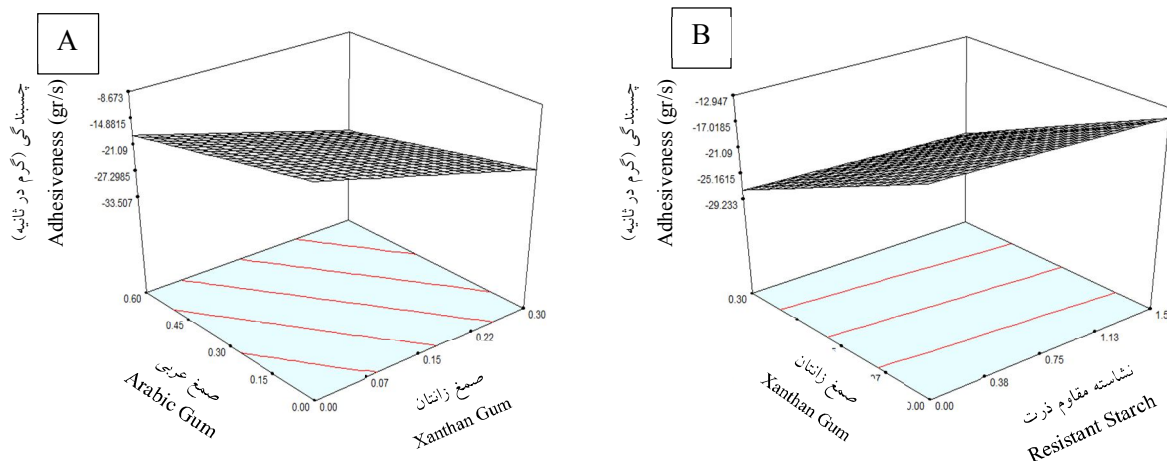 A
چسبندگی (گرم در ثانیه)
Adhesiveness (gr/s)
-8.673
-14.8815
-21.09
-27.2985
-33.507
0.60
0.45
0.30
0.15
0.00
0.00
0.07
0.15
0.22
0.30
صمغ عربی
Arabic Gum
صمغ زانتان
Xanthan Gum
B
چسبندگی (گرم در ثانیه)
Adhesiveness (gr/s)
-12.947
-17.0185
-21.09
-25.1615
-29.233
0.30
0.00
0.38
0.75
1.13
1.5
صمغ زانتان
Xanthan Gum
نشاسته مقاوم ذرت
Resistant Starch